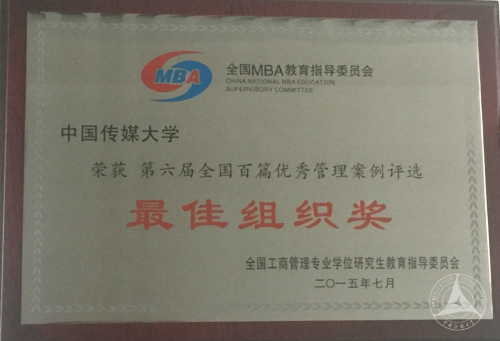 MBA
全国MBA教育指导委员会
CHINA NATIONAL MBA EDUCATION
SUPERVISORY COMMITTEE
中国传媒大学
荣获 第六届全国百篇优秀管理案例评选
最佳组织奖
全国工商管理专业学位研究生教育指导委员会
二〇一五年七月